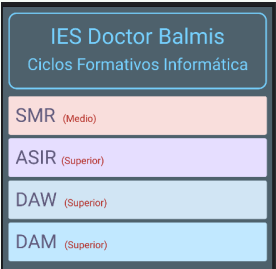 IES Doctor Balmis
Ciclos Formativos Informática
SMR (Medio)
ASIR (Superior)
DAW (Superior)
DAM (Superior)